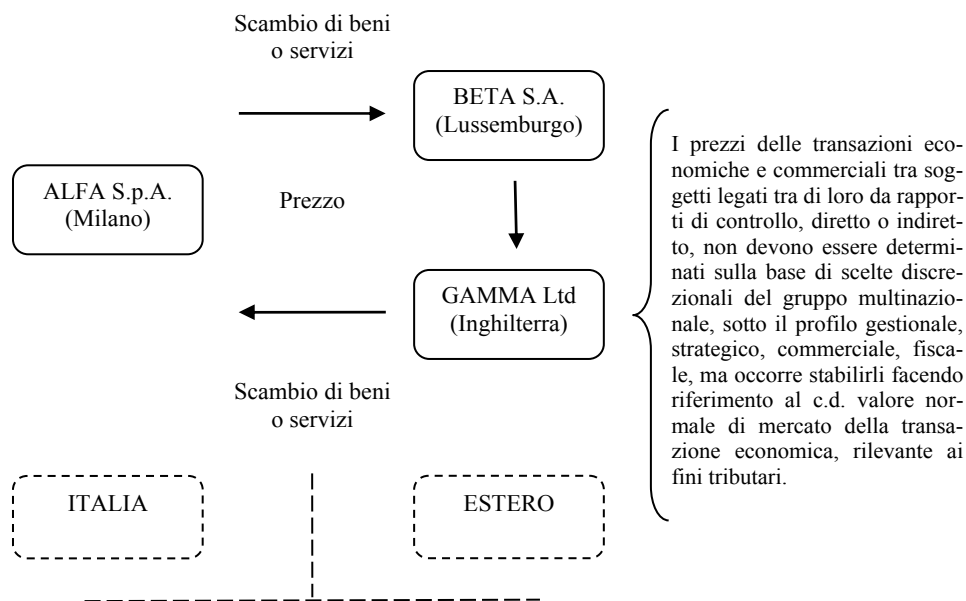 Scambio di beni
o servizi
BETA S.A.
(Lussemburgo)
ALFA S.p.A.
(Milano)
Prezzo
GAMMA Ltd
(Inghilterra)
Scambio di beni
o servizi
I prezzi delle transazioni eco-
nomiche e commerciali tra sog-
getti legati tra di loro da rappor-
ti di controllo, diretto o indiret-
to, non devono essere determi-
nati sulla base di scelte discre-
zionali del gruppo multinazio-
nale, sotto il profilo gestionale,
strategico, commerciale, fisca-
le, ma occorre stabilirli facendo
riferimento al c.d. valore nor-
male di mercato della transa-
zione economica, rilevante ai
fini tributari.
ITALIA
ESTERO